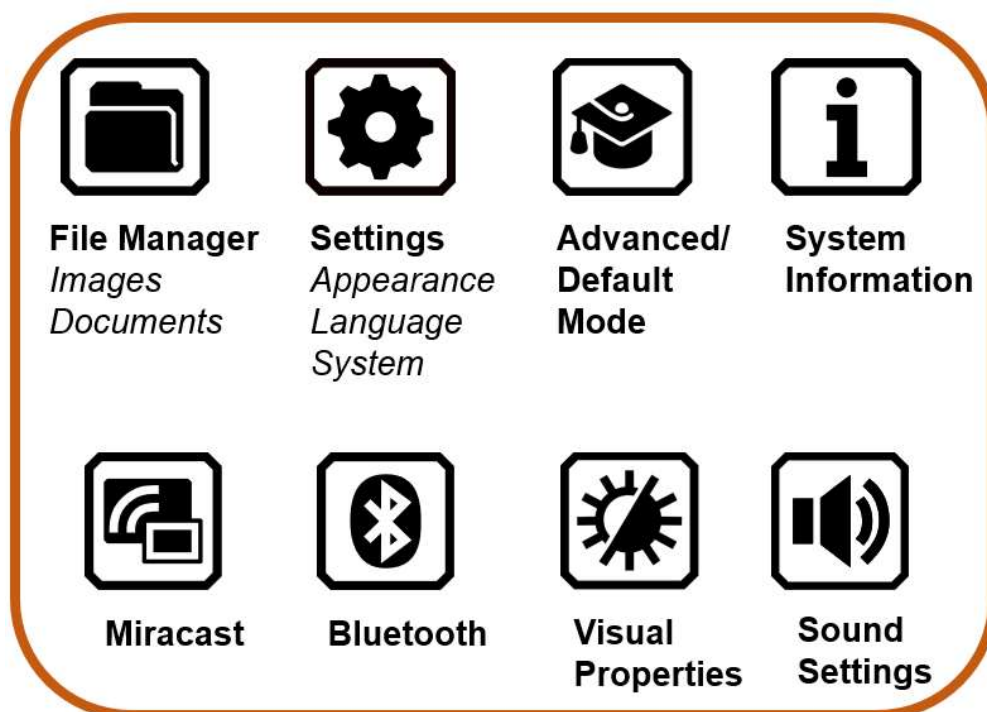 File Manager
Images
Documents
Settings
Appearance
Language
System
Advanced/
Default
Mode
System
Information
Miracast
Bluetooth
Visual
Properties
Sound
Settings